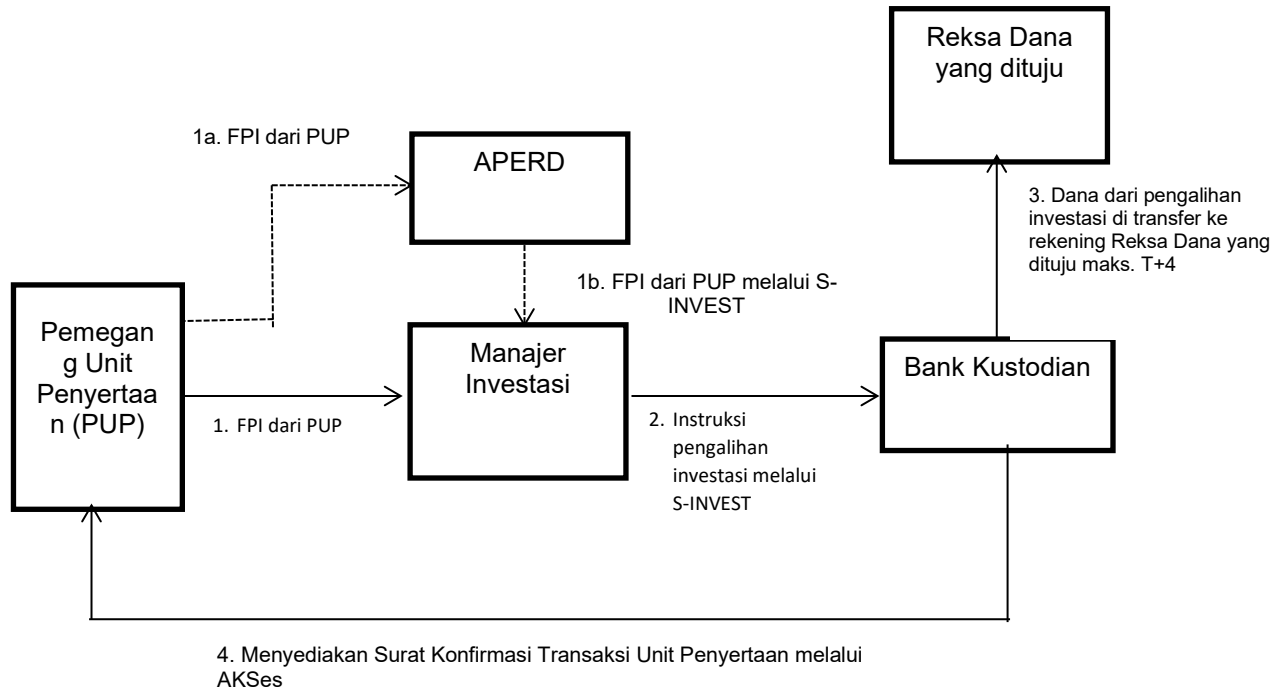 Reksa Dana
yang dituju
1a. FPI dari PUP
APERD
3. Dana dari pengalihan
investasi di transfer ke
rekening Reksa Dana yang
dituju maks. T+4
1b. FPI dari PUP melalui S-
INVEST
Pemegan
g Unit
Penyertaa
n (PUP)
Manajer
Investasi
Bank Kustodian
1. FPI dari PUP
2. Instruksi
pengalihan
investasi melalui
S-INVEST
4. Menyediakan Surat Konfirmasi Transaksi Unit Penyertaan melalui
AKSes